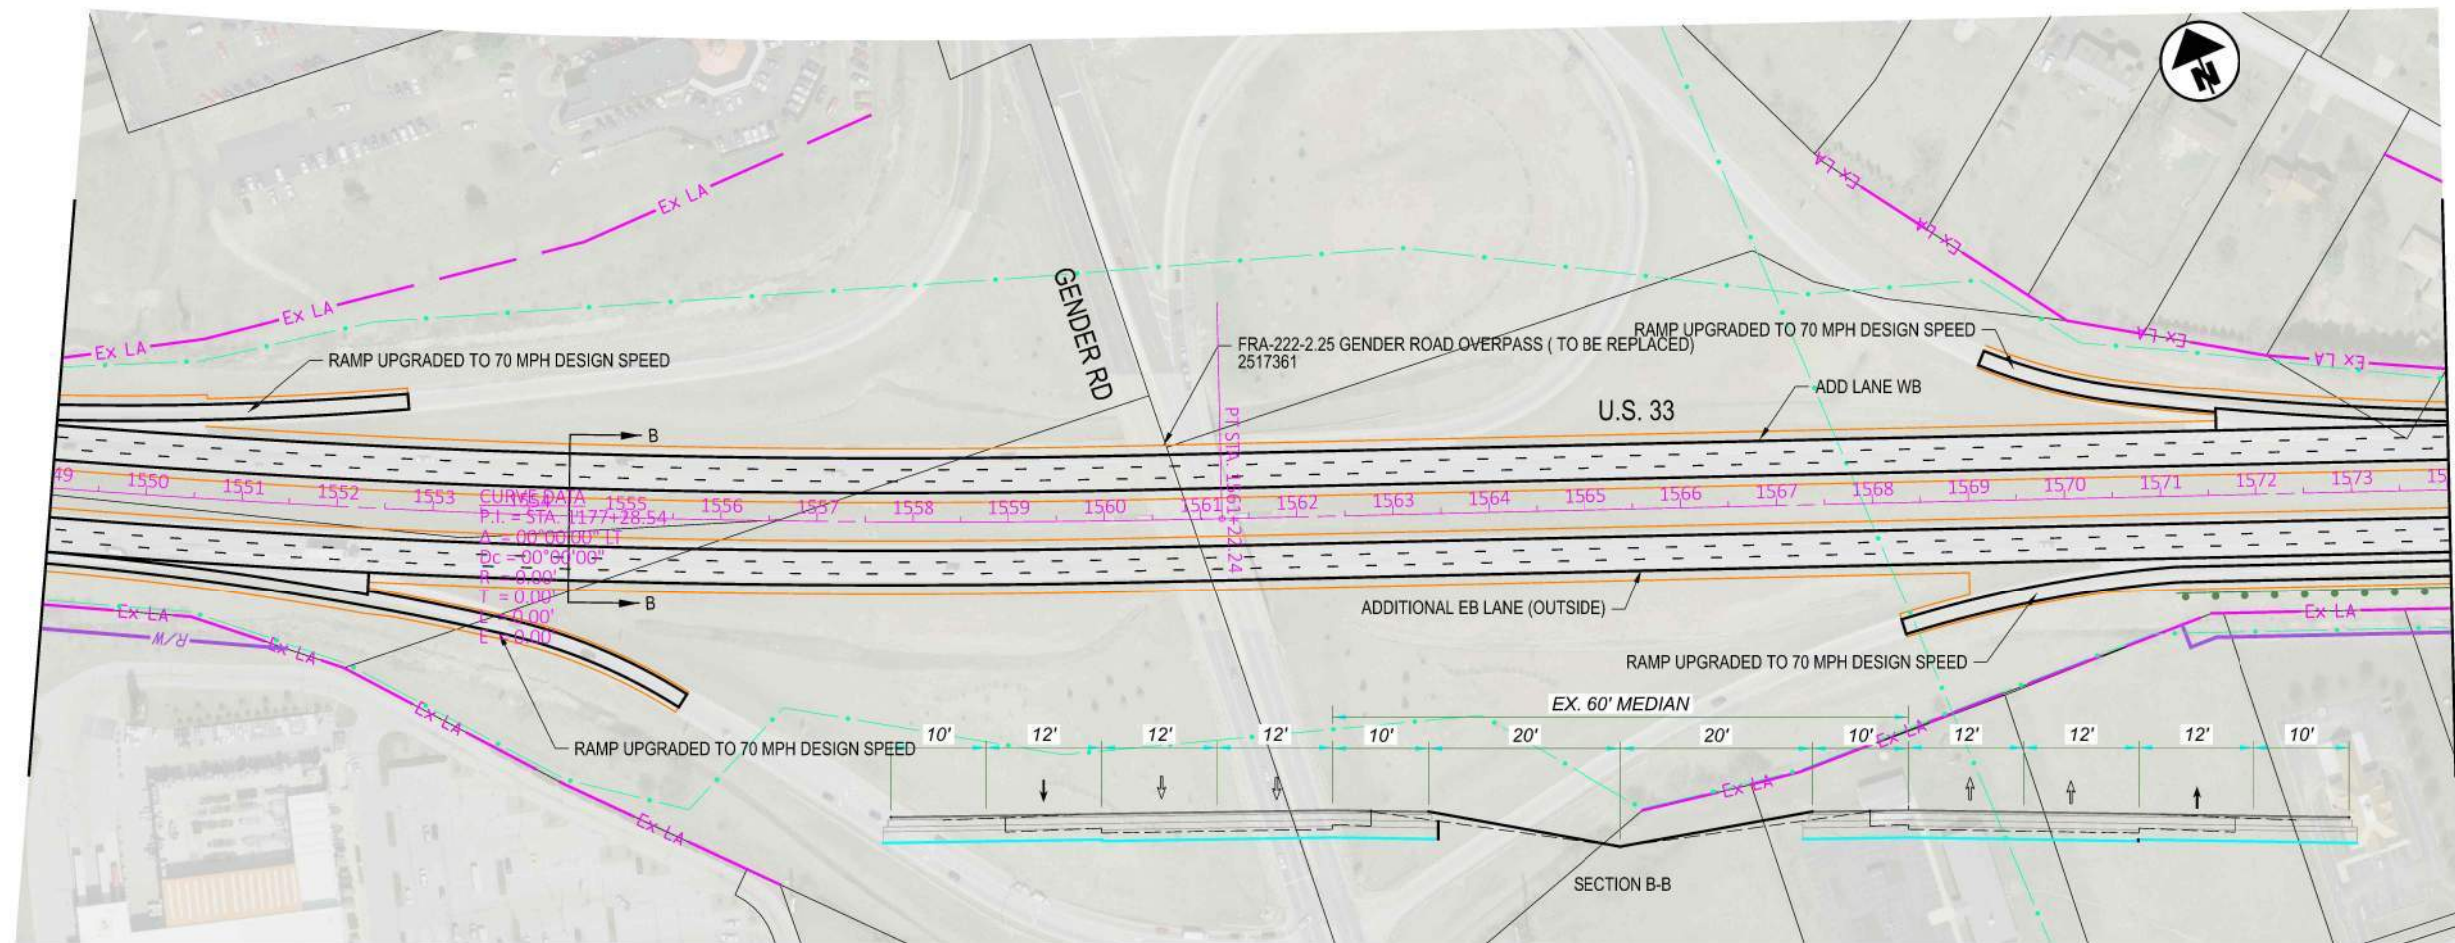 N
Ex LA
Ex LA
Ex LA
Ex LA
Ex LA
Ex LA
Ex LA
GENDER RD
RAMP UPGRADED TO 70 MPH DESIGN SPEED
FRA-222-2.25 GENDER ROAD OVERPASS ( TO BE REPLACED)
2517361
RAMP UPGRADED TO 70 MPH DESIGN SPEED
ADD LANE WB
U.S. 33
B
49 1550 1551 1552 1553 1554 1555 1556 1557 1558 1559 1560 1561 1562 1563 1564 1565 1566 1567 1568 1569 1570 1571 1572 1573 15
P.I. STA. 1561+22.24
CURVE DATA
P.I. = STA. 1177+28.54
Δ = 00°00'00" LT
Dc = 00°00'00"
R = 0.00'
T = 0.00'
L = 0.00'
E = 0.00'
B
ADDITIONAL EB LANE (OUTSIDE)
Ex LA
R/W
Ex LA
Ex LA
RAMP UPGRADED TO 70 MPH DESIGN SPEED
Ex LA
RAMP UPGRADED TO 70 MPH DESIGN SPEED
Ex LA
Ex LA
Ex LA
EX. 60' MEDIAN
10' 12' 12' 12' 10' 20' 20' 10' 12' 12' 12' 10'
SECTION B-B